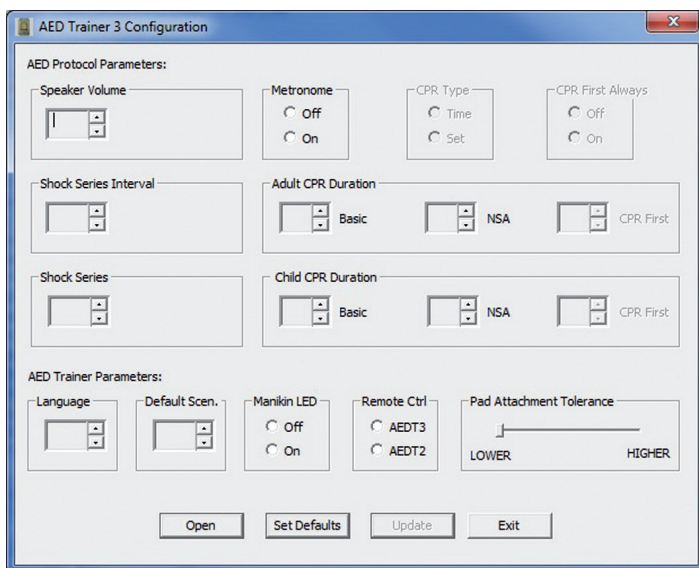 AED Trainer 3 Configuration
AED Protocol Parameters:
Speaker Volume
Metronome
Off
On
CPR Type
Time
Set
CPR First Always
Off
On
Shock Series Interval
Adult CPR Duration
Basic
NSA
CPR First
Shock Series
Child CPR Duration
Basic
NSA
CPR First
AED Trainer Parameters:
Language
Default Scen.
Manikin LED
Off
On
Remote Ctrl
AEDT3
AEDT2
Pad Attachment Tolerance
LOWER
HIGHER
Open
Set Defaults
Update
Exit